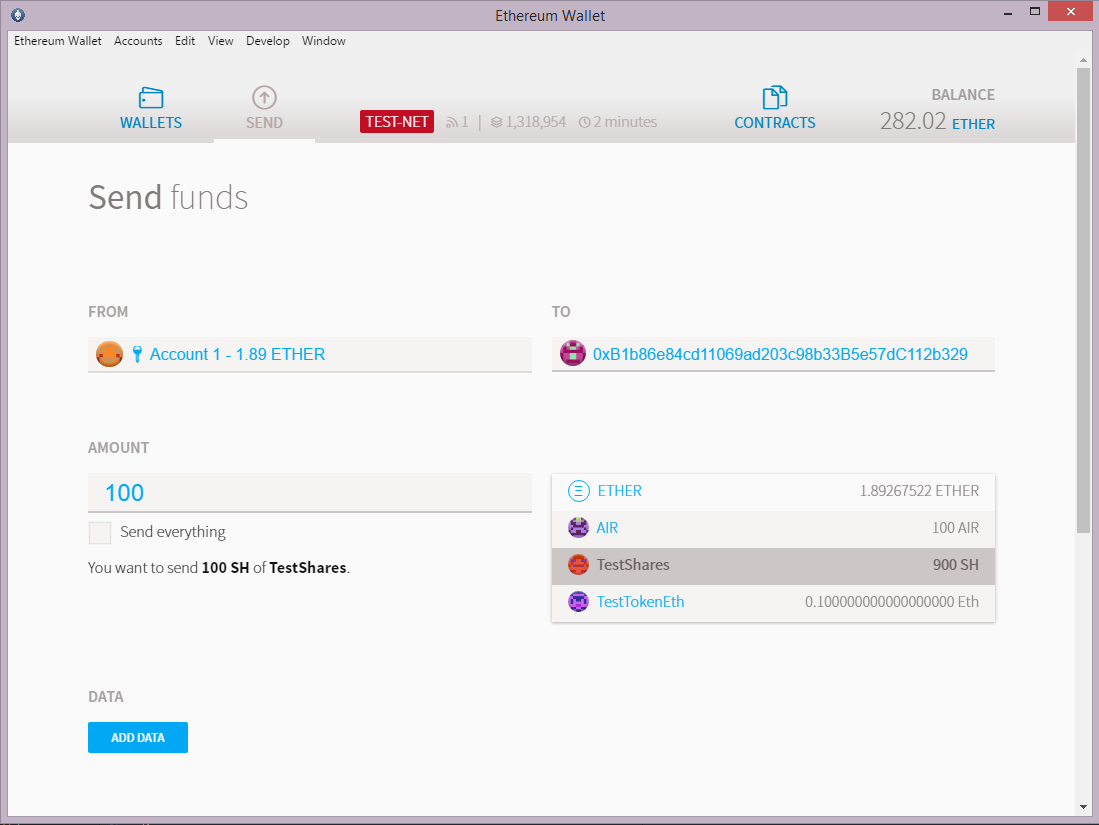 Ethereum Wallet
Ethereum Wallet Accounts Edit View Develop Window
WALLETS
SEND
TEST-NET 1 | 1,318,954 2 minutes
CONTRACTS
BALANCE
282.02 ETHER
Send funds
FROM
Account 1 - 1.89 ETHER
TO
0xB1b86e84cd11069ad203c98b33B5e57dC112b329
AMOUNT
100
Send everything
You want to send 100 SH of TestShares.
ETHER 1.89267522 ETHER
AIR 100 AIR
TestShares 900 SH
TestTokenEth 0.100000000000000000 Eth
DATA
ADD DATA